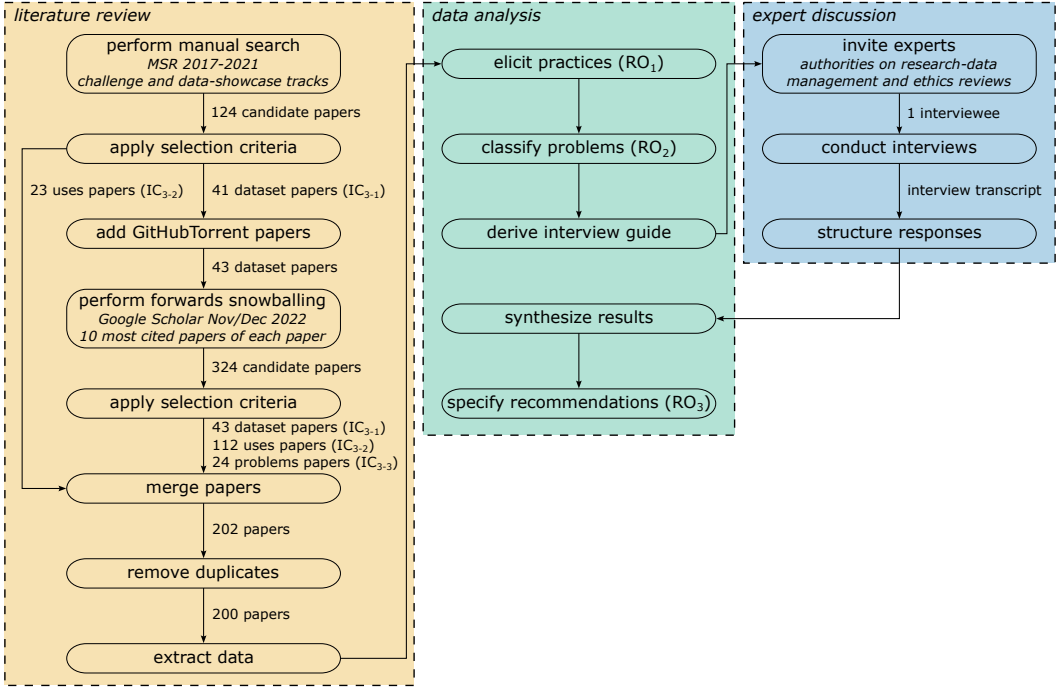 literature review
perform manual search
MSR 2017-2021
challenge and data-showcase tracks
124 candidate papers
apply selection criteria
23 uses papers (IC3-2)
41 dataset papers (IC3-1)
add GitHubTorrent papers
43 dataset papers
perform forwards snowballing
Google Scholar Nov/Dec 2022
10 most cited papers of each paper
324 candidate papers
apply selection criteria
43 dataset papers (IC3-1)
112 uses papers (IC3-2)
24 problems papers (IC3-3)
merge papers
202 papers
remove duplicates
200 papers
extract data
data analysis
elicit practices (RO1)
classify problems (RO2)
derive interview guide
synthesize results
specify recommendations (RO3)
expert discussion
invite experts
authorities on research-data
management and ethics reviews
1 interviewee
conduct interviews
interview transcript
structure responses